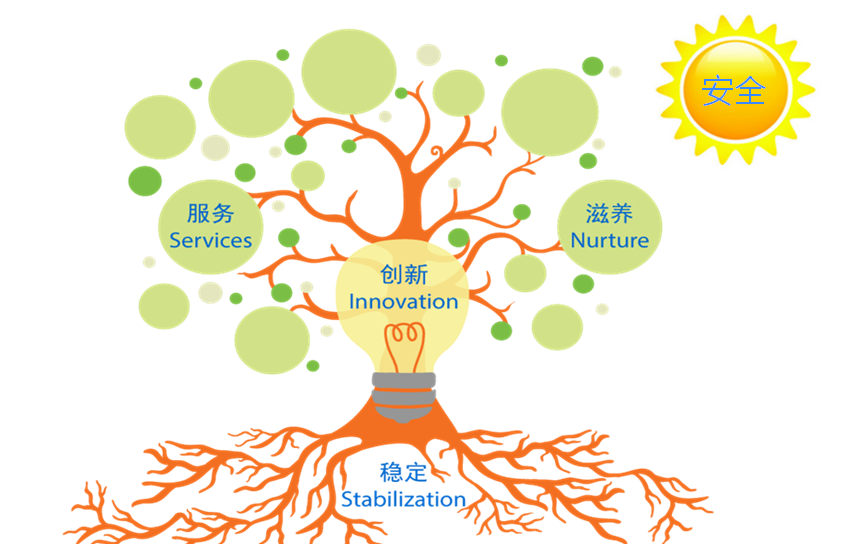 安全
服务
Services
滋养
Nurture
创新
Innovation
稳定
Stabilization